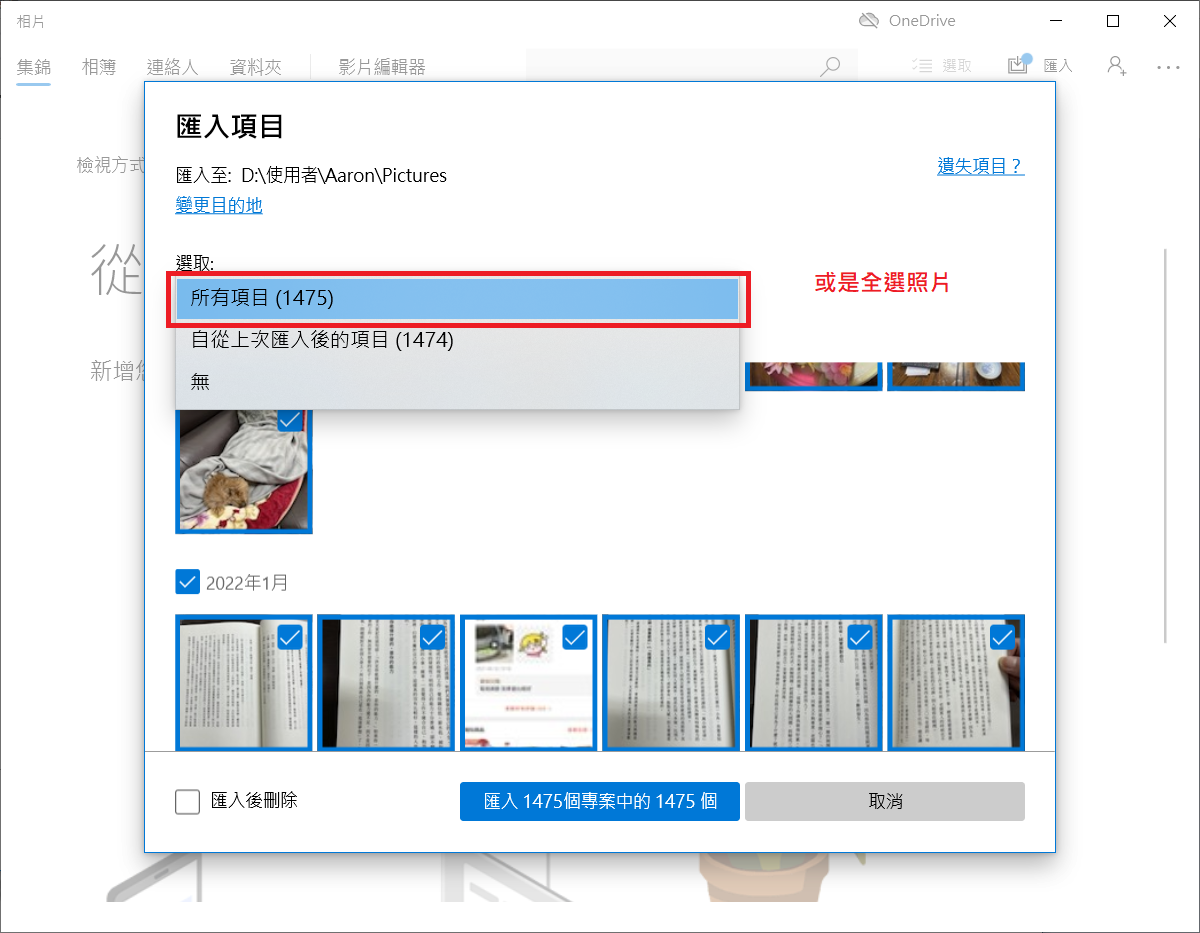 相片
OneDrive
集錦 相簿 連絡人 資料夾 影片編輯器 選取 匯入
匯入項目
檢視方式
匯入至: D:\使用者\Aaron\Pictures
遺失項目？
變更目的地
從
選取:
所有項目 (1475)
或是全選照片
自從上次匯入後的項目 (1474)
新增您
無
2022年1月
匯入後刪除
匯入 1475個專案中的 1475 個
取消